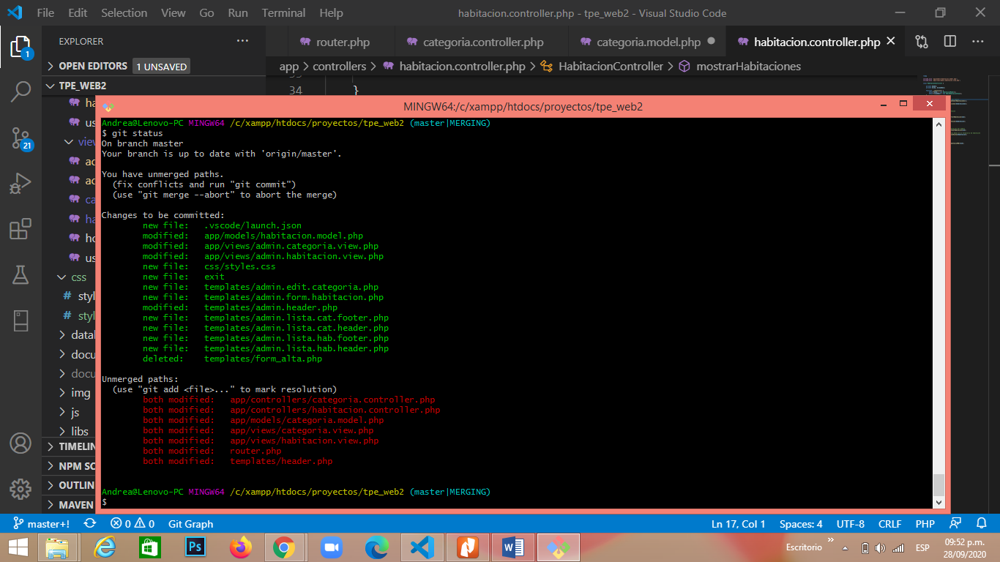 File Edit Selection View Go Run Terminal Help habitacion.controller.php - tpe_web2 - Visual Studio Code
EXPLORER ··· router.php categoria.controller.php categoria.model.php habitacion.controller.php
1
OPEN EDITORS 1 UNSAVED app > controllers > habitacion.controller.php > HabitacionController > mostrarHabitaciones
TPE_WEB2
34 }
ha
MINGW64:/c/xampp/htdocs/proyectos/tpe_web2
us
Andrea@Lenovo-PC MINGW64 /c/xampp/htdocs/proyectos/tpe_web2 (master|MERGING)
$ git status
On branch master
Your branch is up to date with 'origin/master'.

You have unmerged paths.
  (fix conflicts and run "git commit")
  (use "git merge --abort" to abort the merge)

Changes to be committed:
        new file:   .vscode/launch.json
        modified:   app/models/habitacion.model.php
        modified:   app/views/admin.categoria.view.php
        modified:   app/views/admin.habitacion.view.php
        new file:   css/styles.css
        new file:   exit
        new file:   templates/admin.edit.categoria.php
        new file:   templates/admin.form.habitacion.php
        modified:   templates/admin.header.php
        new file:   templates/admin.lista.cat.footer.php
        new file:   templates/admin.lista.cat.header.php
        new file:   templates/admin.lista.hab.footer.php
        new file:   templates/admin.lista.hab.header.php
        deleted:    templates/form_alta.php

Unmerged paths:
  (use "git add <file>..." to mark resolution)
        both modified:   app/controllers/categoria.controller.php
        both modified:   app/controllers/habitacion.controller.php
        both modified:   app/models/categoria.model.php
        both modified:   app/views/categoria.view.php
        both modified:   app/views/habitacion.view.php
        both modified:   router.php
        both modified:   templates/header.php

Andrea@Lenovo-PC MINGW64 /c/xampp/htdocs/proyectos/tpe_web2 (master|MERGING)
$
21
view
ad
ad
ca
ha
ho
us
css
# styl
# styl
datal
docu
docu
img
js
libs
TIMELIN
NPM SC
OUTLIN
MAVEN
master+! 0 0 Git Graph Ln 17, Col 1 Spaces: 4 UTF-8 CRLF PHP
Ps W Escritorio ESP 09:52 p.m.
28/09/2020